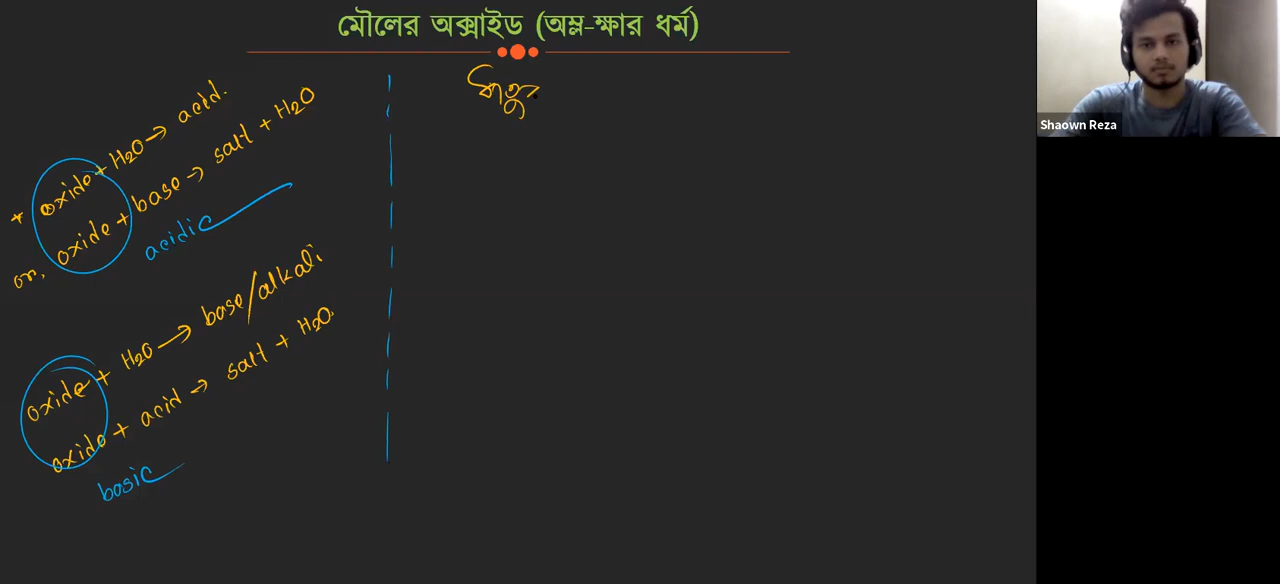 মৌলের অক্সাইড (অম্ল-ক্ষার ধর্ম)
* oxide + H2O → acid.
or, oxide + base → salt + H2O
acidic
oxide + H2O → base/alkali
oxide + acid → salt + H2O.
basic
ধাতু
Shaown Reza